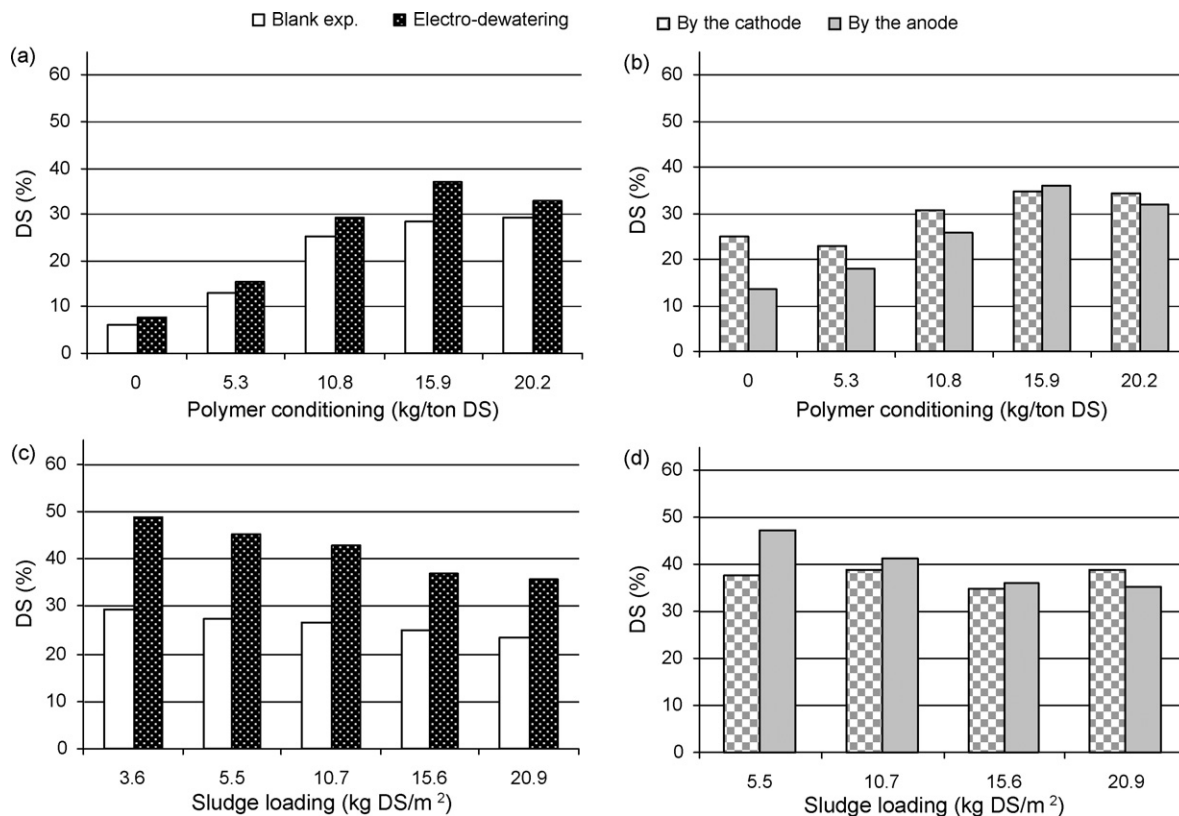 Blank exp. Electro-dewatering By the cathode By the anode
(a)
60
50
40
30
20
10
0
DS (%)
0 5.3 10.8 15.9 20.2
Polymer conditioning (kg/ton DS)
(b)
60
50
40
30
20
10
0
DS (%)
0 5.3 10.8 15.9 20.2
Polymer conditioning (kg/ton DS)
(c)
60
50
40
30
20
10
0
DS (%)
3.6 5.5 10.7 15.6 20.9
Sludge loading (kg DS/m²)
(d)
60
50
40
30
20
10
0
DS (%)
5.5 10.7 15.6 20.9
Sludge loading (kg DS/m²)